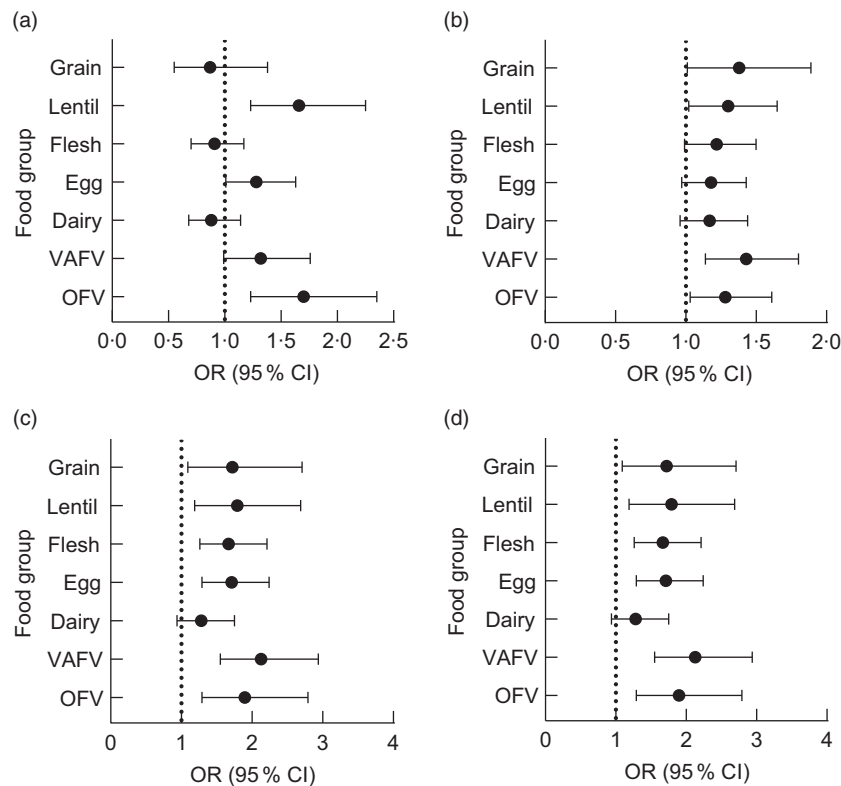 (a)
Food group
Grain
Lentil
Flesh
Egg
Dairy
VAFV
OFV
0·0 0·5 1·0 1·5 2·0 2·5
OR (95 % CI)
(b)
Food group
Grain
Lentil
Flesh
Egg
Dairy
VAFV
OFV
0·0 0·5 1·0 1·5 2·0
OR (95 % CI)
(c)
Food group
Grain
Lentil
Flesh
Egg
Dairy
VAFV
OFV
0 1 2 3 4
OR (95 % CI)
(d)
Food group
Grain
Lentil
Flesh
Egg
Dairy
VAFV
OFV
0 1 2 3 4
OR (95 % CI)